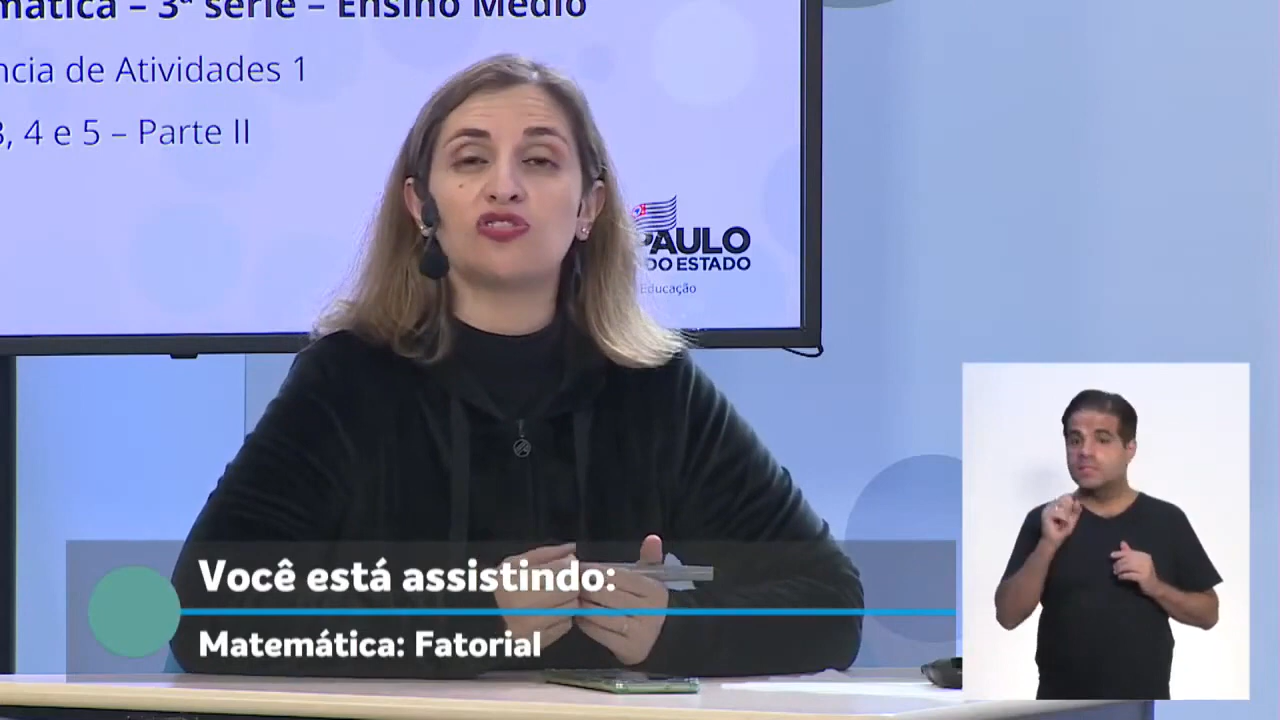 mática – 3ª série – Ensino Médio
ncia de Atividades 1
3, 4 e 5 – Parte II
PAULO
DO ESTADO
Educação
Você está assistindo:
Matemática: Fatorial